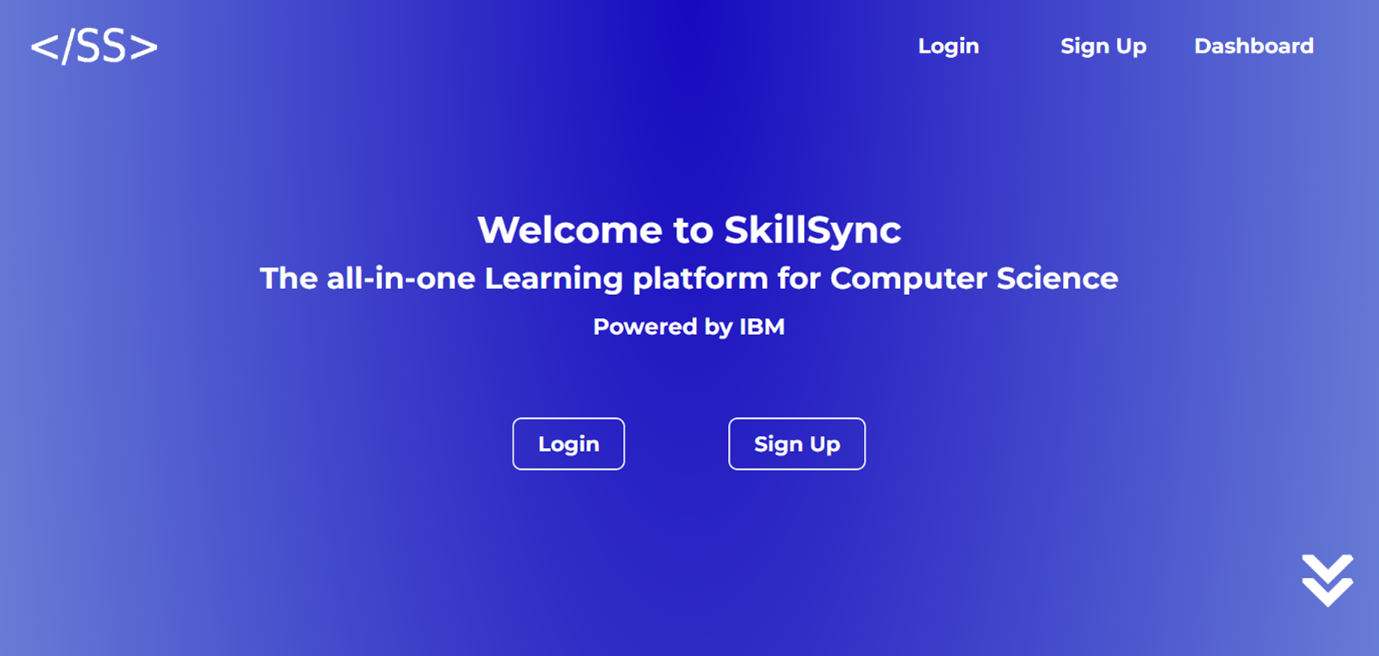 </SS>
Login Sign Up Dashboard
Welcome to SkillSync
The all-in-one Learning platform for Computer Science
Powered by IBM
Login Sign Up